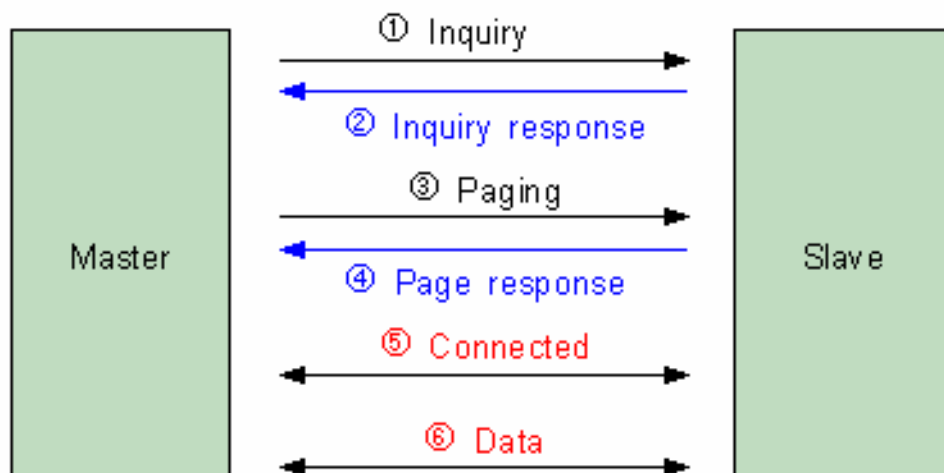 ① Inquiry
② Inquiry response
③ Paging
Master
Slave
④ Page response
⑤ Connected
⑥ Data